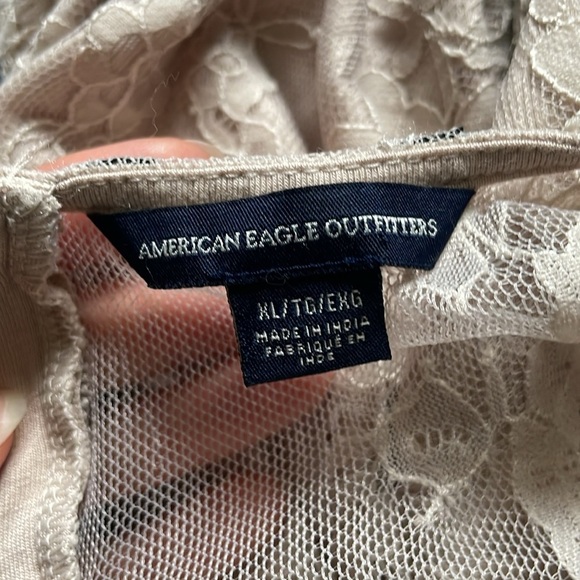 AMERICAN EAGLE OUTFITTERS
XL/TG/EXG
MADE IN INDIA
FABRIQUÉ EN
INDE